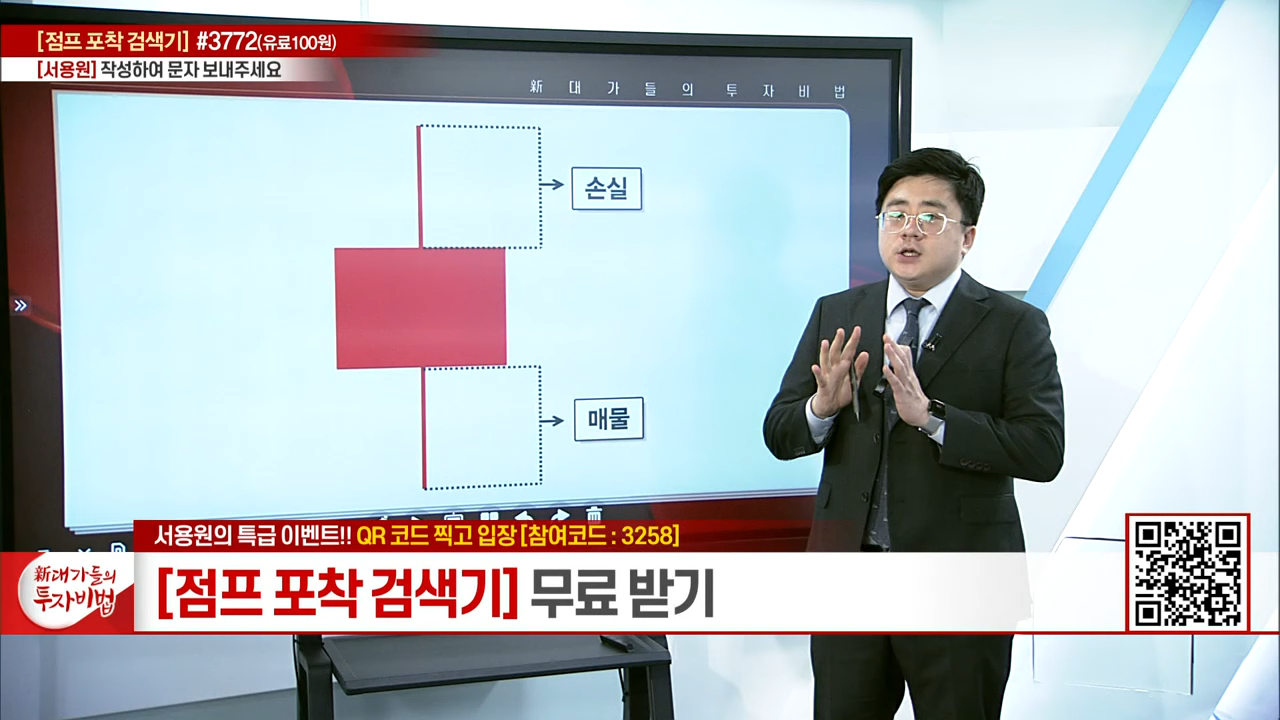 [점프 포착 검색기] #3772(유료100원)
[서용원] 작성하여 문자 보내주세요
新 대 가 들 의 투 자 비 법
손실
매물
서용원의 특급 이벤트!! QR 코드 찍고 입장 [참여코드 : 3258]
新대가들의
투자비법
[점프 포착 검색기] 무료 받기